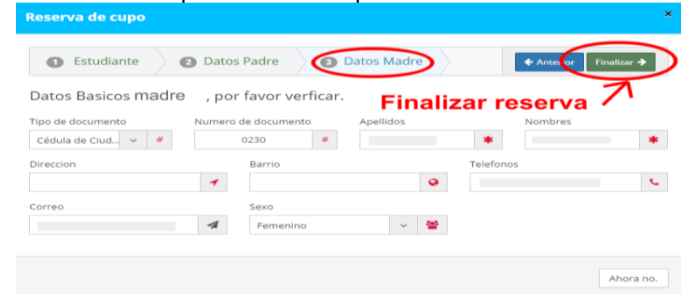 Reserva de cupo ×
1 Estudiante 2 Datos Padre 3 Datos Madre Anterior Finalizar
Datos Basicos madre , por favor verficar.
Finalizar reserva
Tipo de documento Numero de documento Apellidos Nombres
Cédula de Ciud... # 0230 # * *
Direccion Barrio Telefonos
Correo Sexo
Femenino
Ahora no.